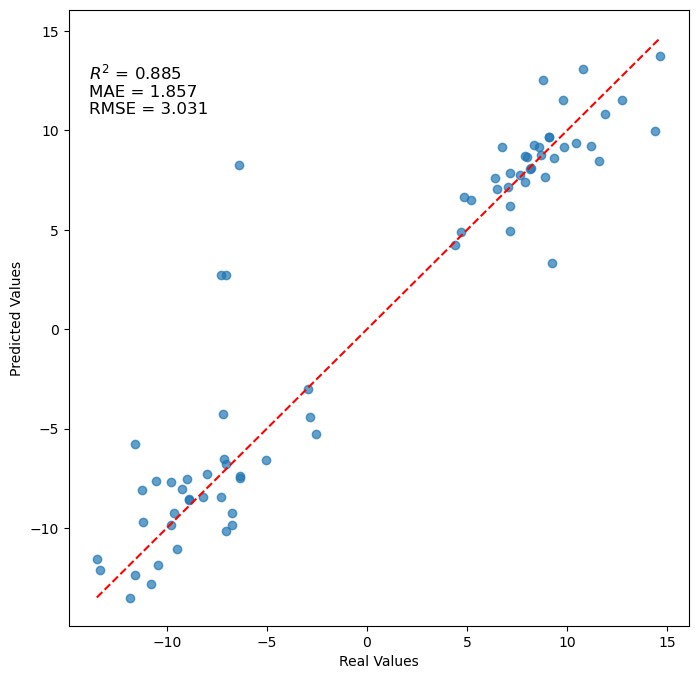 15
10
5
0
−5
−10
R² = 0.885
MAE = 1.857
RMSE = 3.031
Predicted Values
−10 −5 0 5 10 15
Real Values